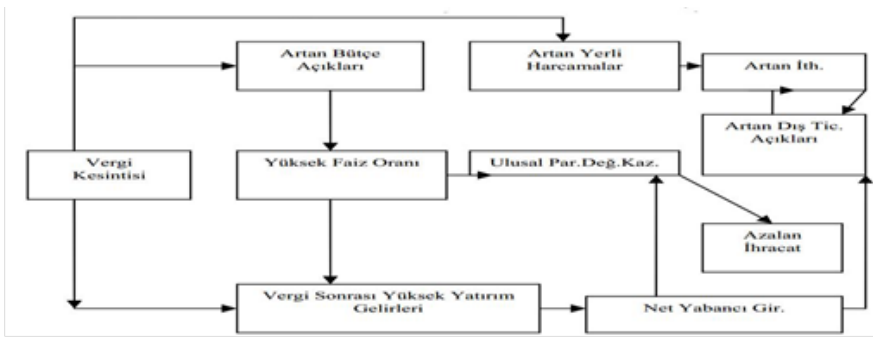 Artan Bütçe
Açıkları
Artan Yerli
Harcamalar
Artan İth.
Artan Dış Tic.
Açıkları
Vergi
Kesintisi
Yüksek Faiz Oranı
Ulusal Par.Değ.Kaz.
Azalan
İhracat
Vergi Sonrası Yüksek Yatırım
Gelirleri
Net Yabancı Gir.